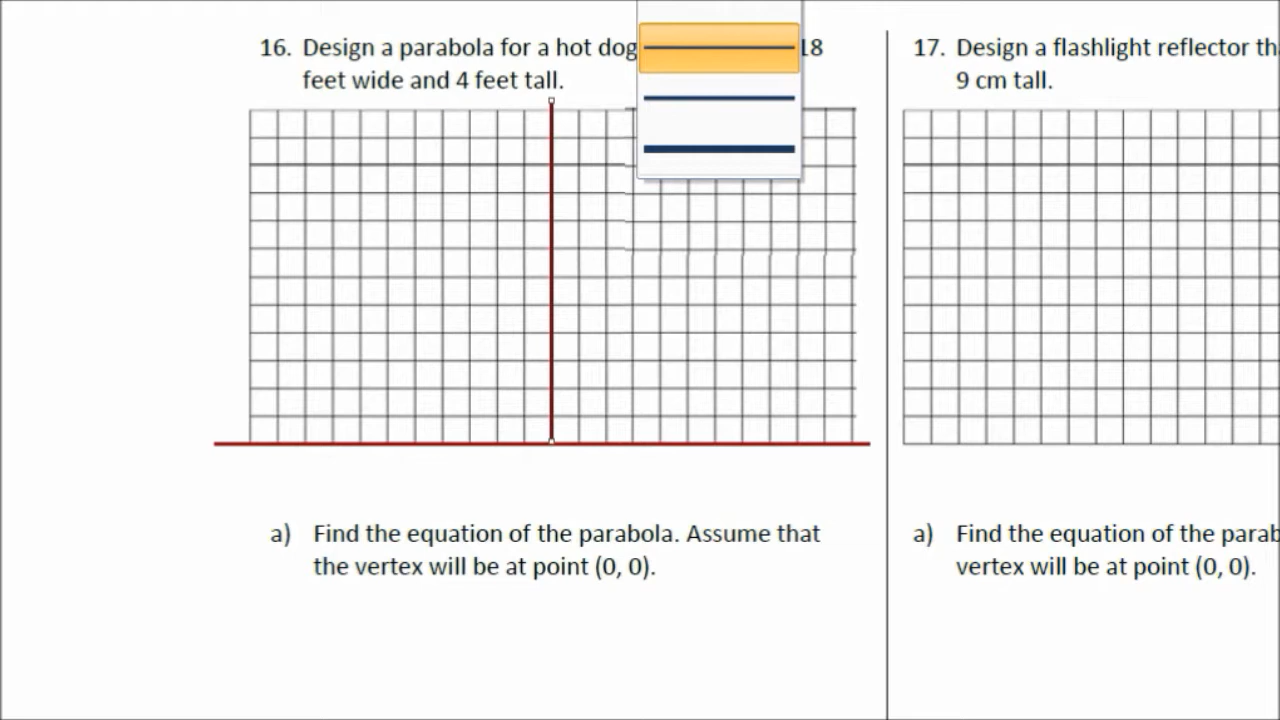 16. Design a parabola for a hot dog 18
feet wide and 4 feet tall.
a) Find the equation of the parabola. Assume that
the vertex will be at point (0, 0).
17. Design a flashlight reflector
9 cm tall.
a) Find the equation of the
vertex will be at point (0, 0).